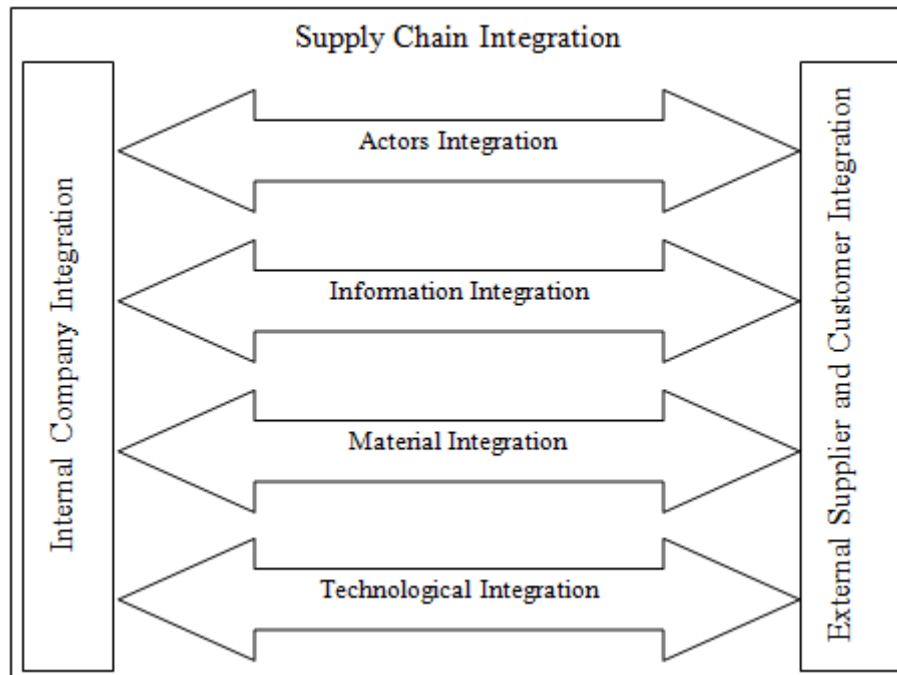 Supply Chain Integration
Internal Company Integration
Actors Integration
Information Integration
Material Integration
Technological Integration
External Supplier and Customer Integration